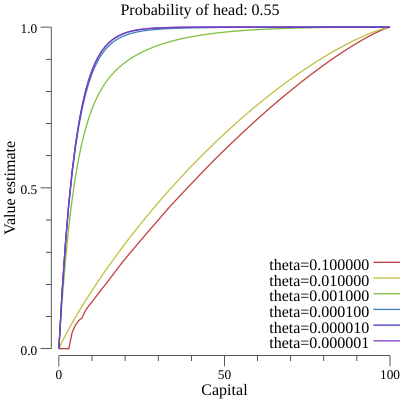 Probability of head: 0.55
1.0
0.5
0.0
Value estimate
theta=0.100000
theta=0.010000
theta=0.001000
theta=0.000100
theta=0.000010
theta=0.000001
0 50 100
Capital